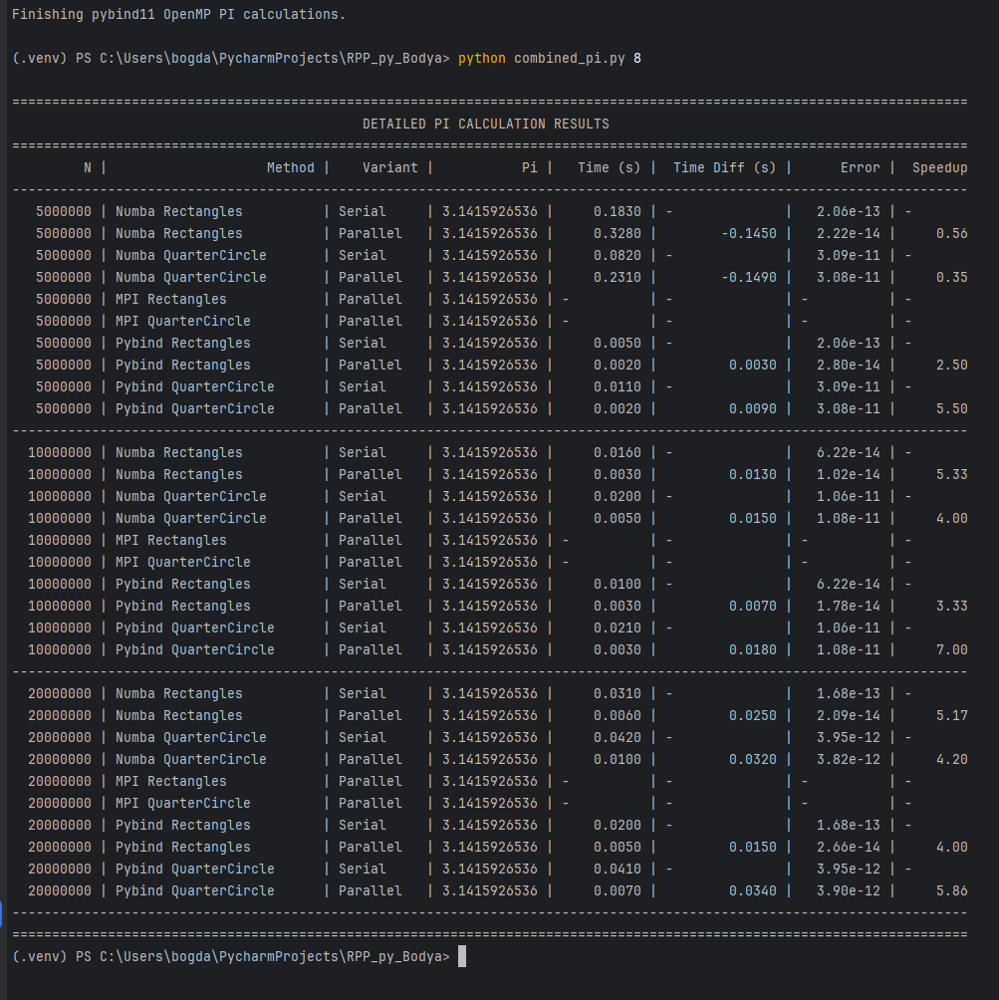 Finishing pybind11 OpenMP PI calculations.
(.venv) PS C:\Users\bogda\PycharmProjects\RPP_py_Bodya> python combined_pi.py 8
========================================================================================================================
DETAILED PI CALCULATION RESULTS
========================================================================================================================
N | Method | Variant | Pi | Time (s) | Time Diff (s) | Error | Speedup
------------------------------------------------------------------------------------------------------------------------
5000000 | Numba Rectangles | Serial | 3.1415926536 | 0.1830 | - | 2.06e-13 | -
5000000 | Numba Rectangles | Parallel | 3.1415926536 | 0.3280 | -0.1450 | 2.22e-14 | 0.56
5000000 | Numba QuarterCircle | Serial | 3.1415926536 | 0.0820 | - | 3.09e-11 | -
5000000 | Numba QuarterCircle | Parallel | 3.1415926536 | 0.2310 | -0.1490 | 3.08e-11 | 0.35
5000000 | MPI Rectangles | Parallel | 3.1415926536 | - | - | - | -
5000000 | MPI QuarterCircle | Parallel | 3.1415926536 | - | - | - | -
5000000 | Pybind Rectangles | Serial | 3.1415926536 | 0.0050 | - | 2.06e-13 | -
5000000 | Pybind Rectangles | Parallel | 3.1415926536 | 0.0020 | 0.0030 | 2.80e-14 | 2.50
5000000 | Pybind QuarterCircle | Serial | 3.1415926536 | 0.0110 | - | 3.09e-11 | -
5000000 | Pybind QuarterCircle | Parallel | 3.1415926536 | 0.0020 | 0.0090 | 3.08e-11 | 5.50
------------------------------------------------------------------------------------------------------------------------
10000000 | Numba Rectangles | Serial | 3.1415926536 | 0.0160 | - | 6.22e-14 | -
10000000 | Numba Rectangles | Parallel | 3.1415926536 | 0.0030 | 0.0130 | 1.02e-14 | 5.33
10000000 | Numba QuarterCircle | Serial | 3.1415926536 | 0.0200 | - | 1.06e-11 | -
10000000 | Numba QuarterCircle | Parallel | 3.1415926536 | 0.0050 | 0.0150 | 1.08e-11 | 4.00
10000000 | MPI Rectangles | Parallel | 3.1415926536 | - | - | - | -
10000000 | MPI QuarterCircle | Parallel | 3.1415926536 | - | - | - | -
10000000 | Pybind Rectangles | Serial | 3.1415926536 | 0.0100 | - | 6.22e-14 | -
10000000 | Pybind Rectangles | Parallel | 3.1415926536 | 0.0030 | 0.0070 | 1.78e-14 | 3.33
10000000 | Pybind QuarterCircle | Serial | 3.1415926536 | 0.0210 | - | 1.06e-11 | -
10000000 | Pybind QuarterCircle | Parallel | 3.1415926536 | 0.0030 | 0.0180 | 1.08e-11 | 7.00
------------------------------------------------------------------------------------------------------------------------
20000000 | Numba Rectangles | Serial | 3.1415926536 | 0.0310 | - | 1.68e-13 | -
20000000 | Numba Rectangles | Parallel | 3.1415926536 | 0.0060 | 0.0250 | 2.09e-14 | 5.17
20000000 | Numba QuarterCircle | Serial | 3.1415926536 | 0.0420 | - | 3.95e-12 | -
20000000 | Numba QuarterCircle | Parallel | 3.1415926536 | 0.0100 | 0.0320 | 3.82e-12 | 4.20
20000000 | MPI Rectangles | Parallel | 3.1415926536 | - | - | - | -
20000000 | MPI QuarterCircle | Parallel | 3.1415926536 | - | - | - | -
20000000 | Pybind Rectangles | Serial | 3.1415926536 | 0.0200 | - | 1.68e-13 | -
20000000 | Pybind Rectangles | Parallel | 3.1415926536 | 0.0050 | 0.0150 | 2.66e-14 | 4.00
20000000 | Pybind QuarterCircle | Serial | 3.1415926536 | 0.0410 | - | 3.95e-12 | -
20000000 | Pybind QuarterCircle | Parallel | 3.1415926536 | 0.0070 | 0.0340 | 3.90e-12 | 5.86
------------------------------------------------------------------------------------------------------------------------
========================================================================================================================
(.venv) PS C:\Users\bogda\PycharmProjects\RPP_py_Bodya>